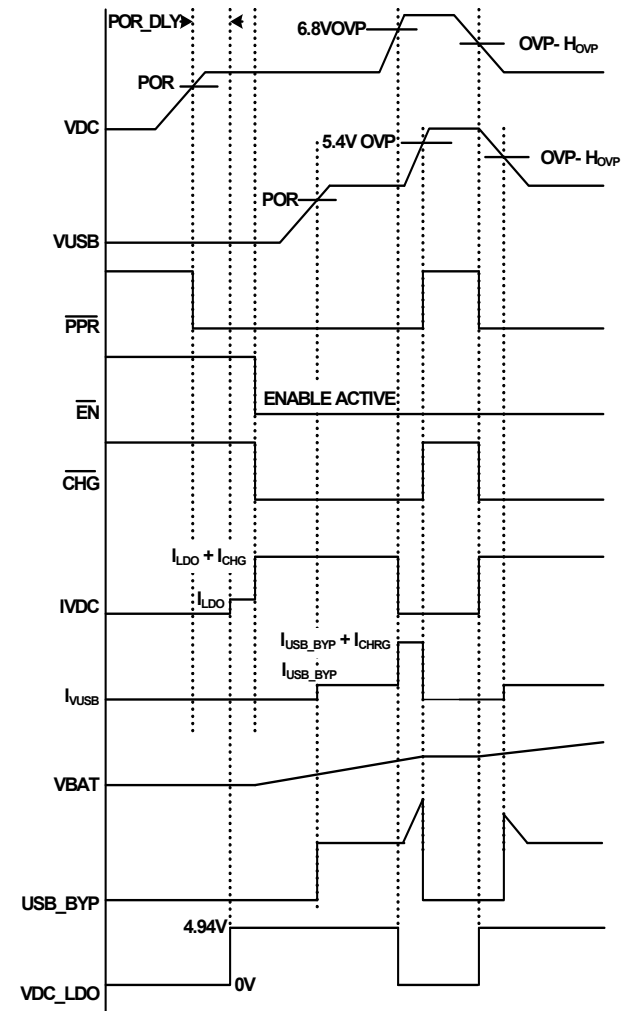 POR_DLY
6.8VOVP
OVP- HOVP
POR
VDC
5.4V OVP
OVP- HOVP
POR
VUSB
PPR
ENABLE ACTIVE
EN
CHG
ILDO + ICHG
ILDO
IVDC
IUSB_BYP + ICHRG
IUSB_BYP
IVUSB
VBAT
USB_BYP
4.94V
0V
VDC_LDO